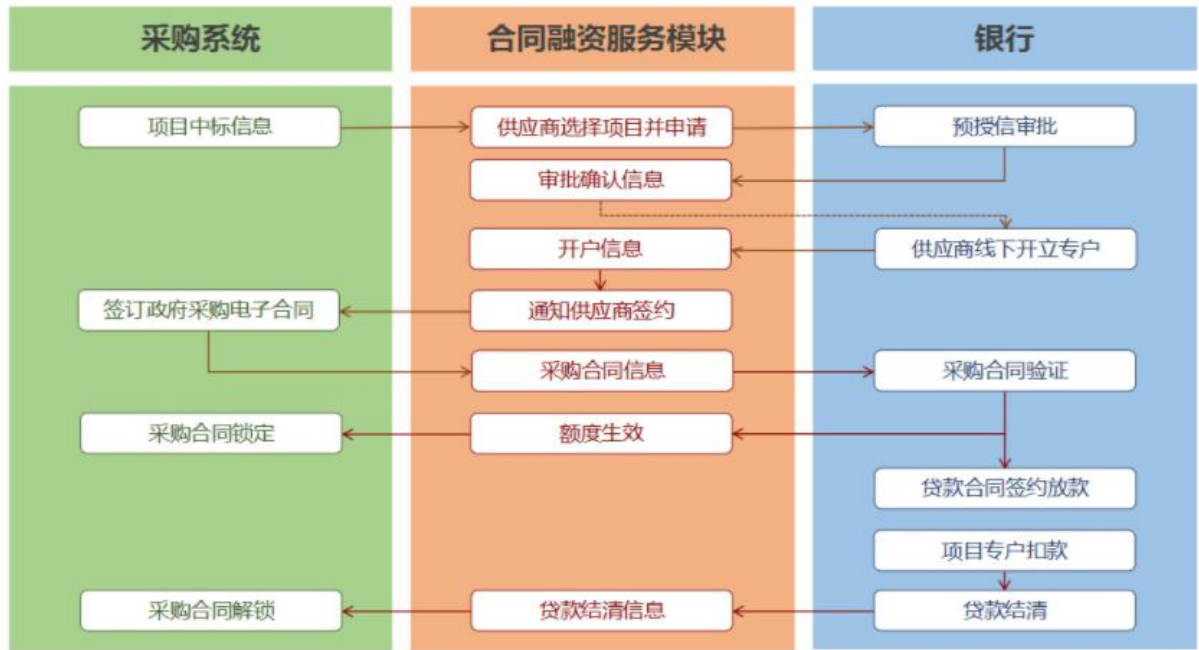 采购系统
合同融资服务模块
银行
项目中标信息
供应商选择项目并申请
预授信审批
审批确认信息
开户信息
供应商线下开立专户
签订政府采购电子合同
通知供应商签约
采购合同信息
采购合同验证
采购合同锁定
额度生效
贷款合同签约放款
项目专户扣款
采购合同解锁
贷款结清信息
贷款结清